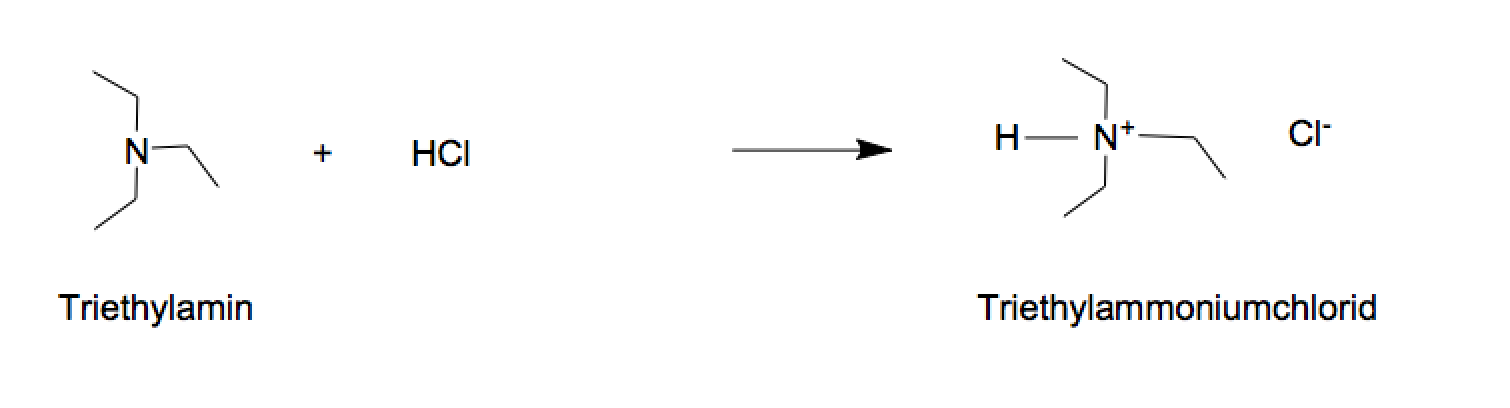 N + HCl H N⁺ Cl⁻
Triethylamin Triethylammoniumchlorid